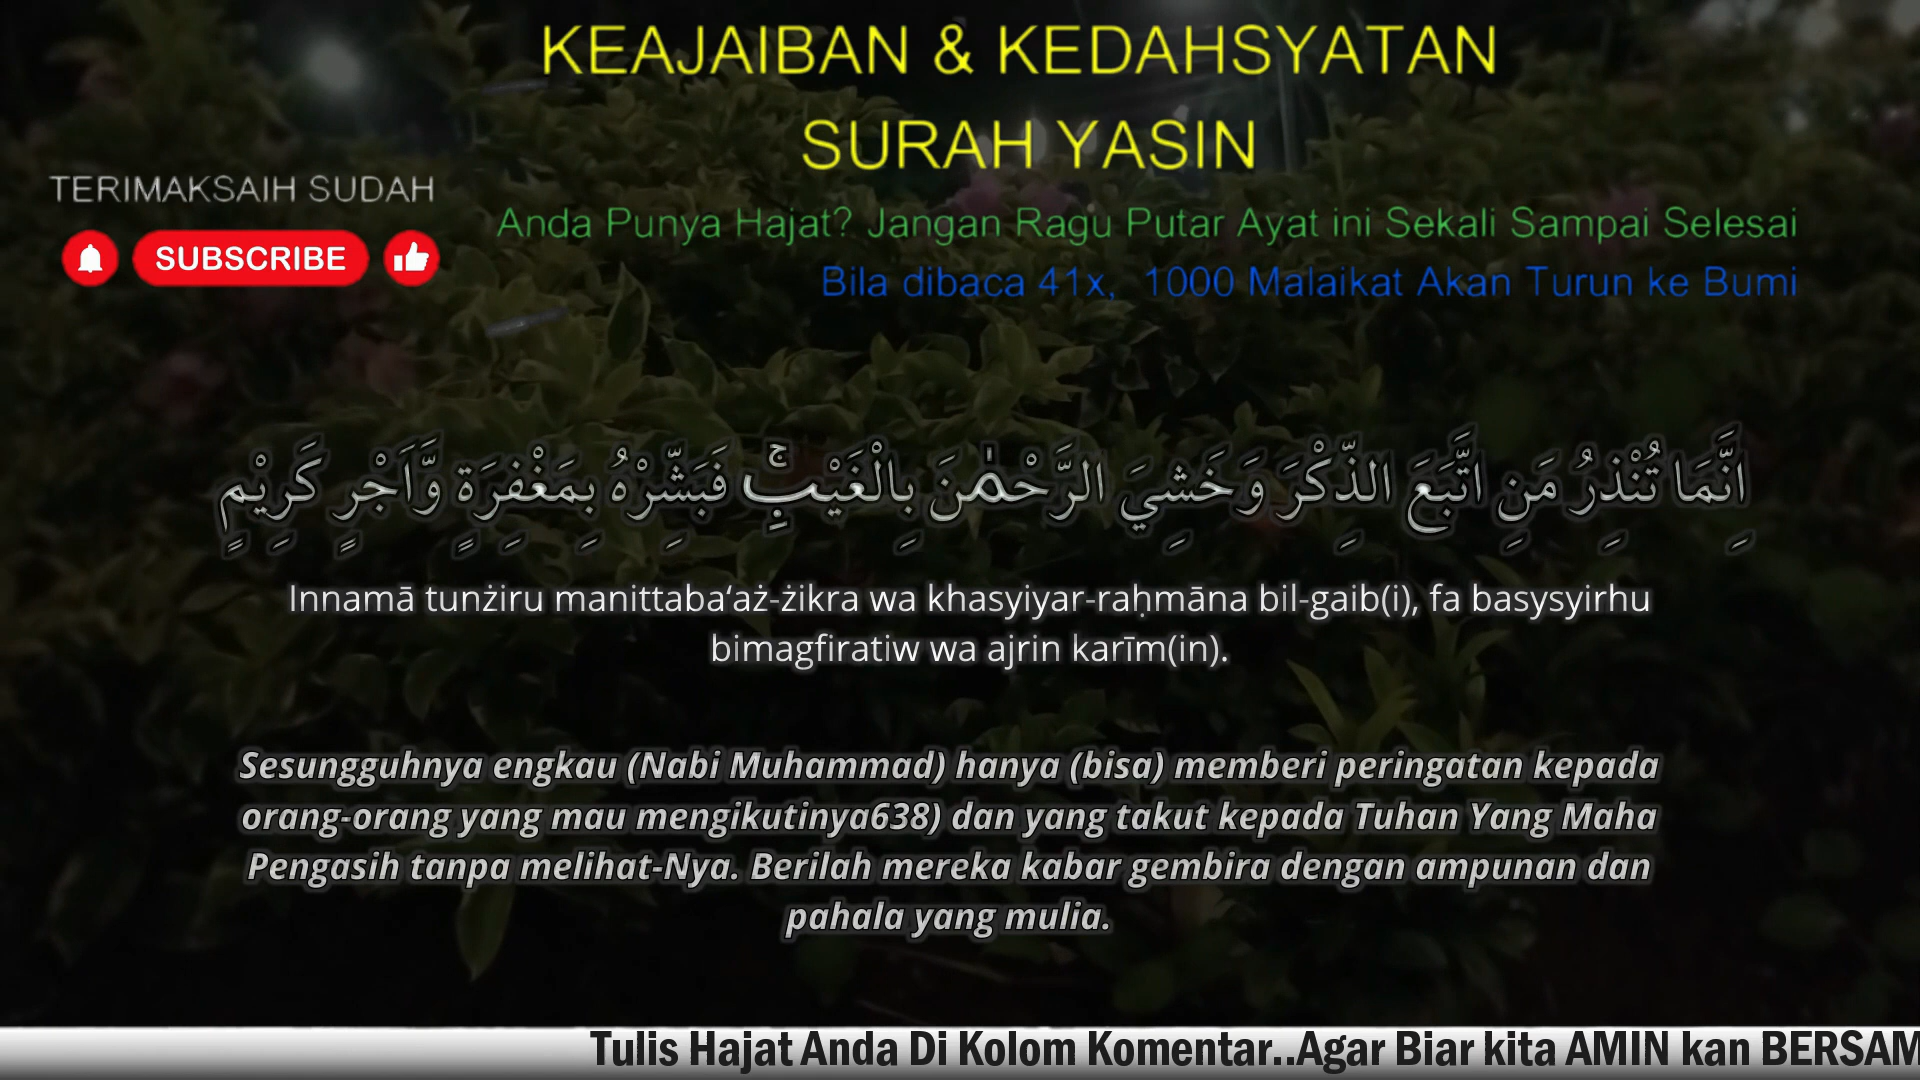 KEAJAIBAN & KEDAHSYATAN
SURAH YASIN
TERIMAKSAIH SUDAH
SUBSCRIBE
Anda Punya Hajat? Jangan Ragu Putar Ayat ini Sekali Sampai Selesai
Bila dibaca 41x, 1000 Malaikat Akan Turun ke Bumi
اِنَّمَا تُنْذِرُ مَنِ اتَّبَعَ الذِّكْرَ وَخَشِيَ الرَّحْمٰنَ بِالْغَيْبِۚ فَبَشِّرْهُ بِمَغْفِرَةٍ وَّاَجْرٍ كَرِيْمٍ
Innamā tunżiru manittaba‘aż-żikra wa khasyiyar-raḥmāna bil-gaib(i), fa basysyirhu
bimagfiratiw wa ajrin karīm(in).
Sesungguhnya engkau (Nabi Muhammad) hanya (bisa) memberi peringatan kepada
orang-orang yang mau mengikutinya638) dan yang takut kepada Tuhan Yang Maha
Pengasih tanpa melihat-Nya. Berilah mereka kabar gembira dengan ampunan dan
pahala yang mulia.
Tulis Hajat Anda Di Kolom Komentar..Agar Biar kita AMIN kan BERSAM